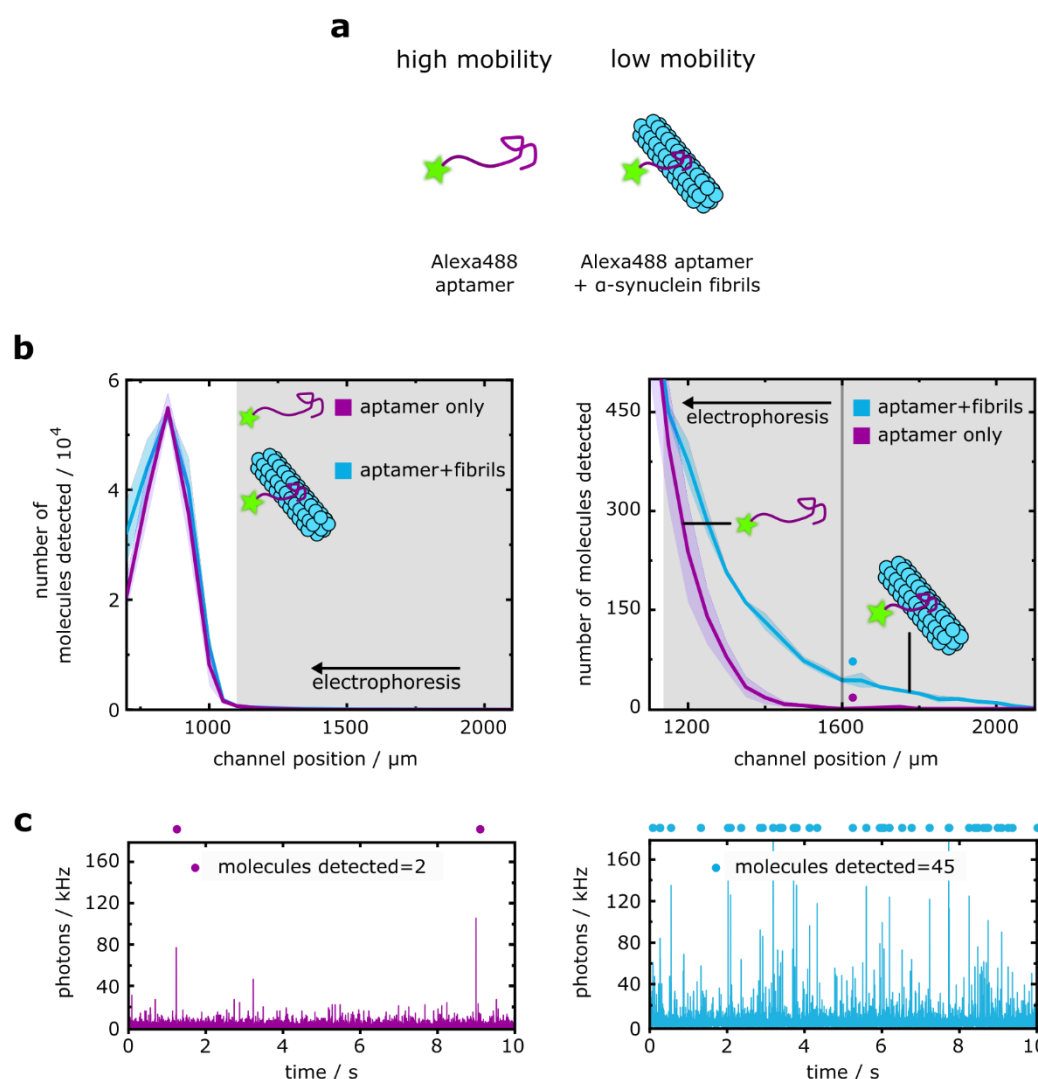 a
high mobility
low mobility
Alexa488
aptamer
Alexa488 aptamer
+ α-synuclein fibrils
b
number of
molecules detected / 10⁴
6
4
2
0
aptamer only
aptamer+fibrils
electrophoresis
1000
1500
2000
channel position / μm
number of molecules detected
450
300
150
0
electrophoresis
aptamer+fibrils
aptamer only
1200
1400
1600
1800
2000
channel position / μm
c
photons / kHz
160
120
80
40
0
molecules detected=2
0
2
4
6
8
10
time / s
photons / kHz
160
120
80
40
0
molecules detected=45
0
2
4
6
8
10
time / s